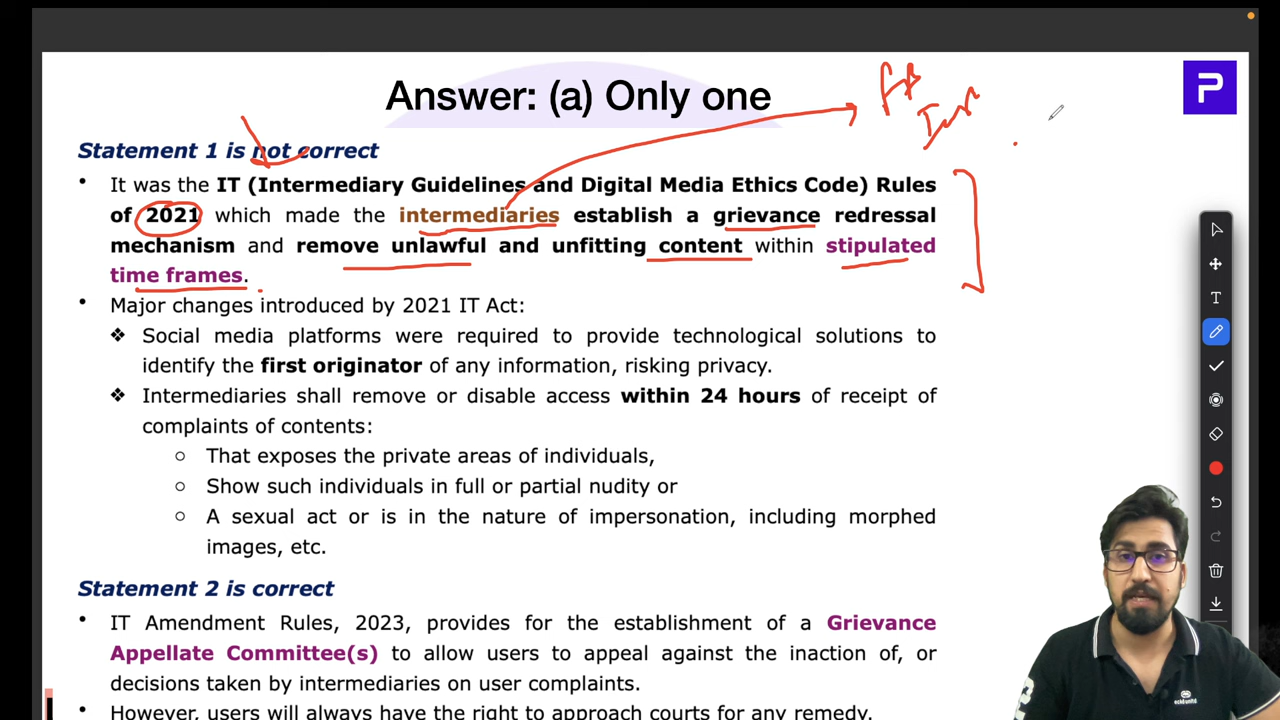 Answer: (a) Only one
P
FB
Statement 1 is not correct
• It was the IT (Intermediary Guidelines and Digital Media Ethics Code) Rules
of 2021 which made the intermediaries establish a grievance redressal
mechanism and remove unlawful and unfitting content within stipulated
time frames.
• Major changes introduced by 2021 IT Act:
❖ Social media platforms were required to provide technological solutions to
identify the first originator of any information, risking privacy.
❖ Intermediaries shall remove or disable access within 24 hours of receipt of
complaints of contents:
○ That exposes the private areas of individuals,
○ Show such individuals in full or partial nudity or
○ A sexual act or is in the nature of impersonation, including morphed
images, etc.
Statement 2 is correct
• IT Amendment Rules, 2023, provides for the establishment of a Grievance
Appellate Committee(s) to allow users to appeal against the inaction of, or
decisions taken by intermediaries on user complaints.
• However, users will always have the right to approach courts for any remedy.
T